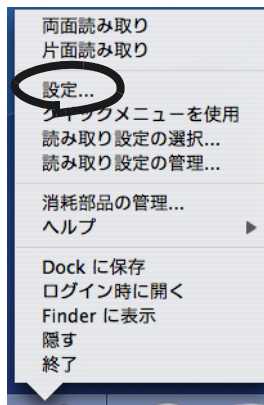 両面読み取り
片面読み取り
設定...
クイックメニューを使用
読み取り設定の選択...
読み取り設定の管理...
消耗部品の管理...
ヘルプ
Dock に保存
ログイン時に開く
Finder に表示
隠す
終了